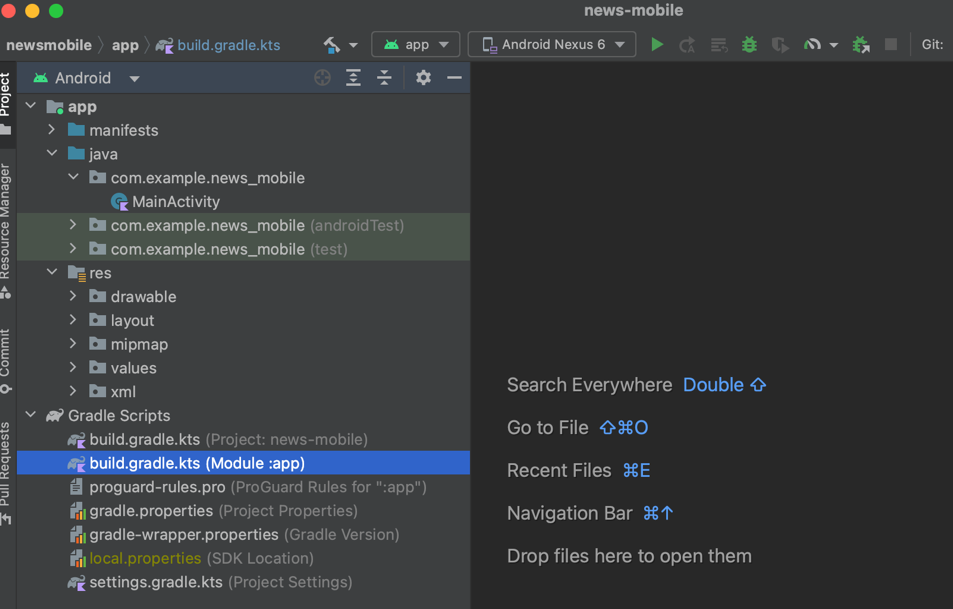 news-mobile
newsmobile app build.gradle.kts app Android Nexus 6 Git:
Project
Resource Manager
Commit
Pull Requests
Android
app
manifests
java
com.example.news_mobile
MainActivity
com.example.news_mobile (androidTest)
com.example.news_mobile (test)
res
drawable
layout
mipmap
values
xml
Gradle Scripts
build.gradle.kts (Project: news-mobile)
build.gradle.kts (Module :app)
proguard-rules.pro (ProGuard Rules for ":app")
gradle.properties (Project Properties)
gradle-wrapper.properties (Gradle Version)
local.properties (SDK Location)
settings.gradle.kts (Project Settings)
Search Everywhere Double ⇧
Go to File ⇧⌘O
Recent Files ⌘E
Navigation Bar ⌘↑
Drop files here to open them